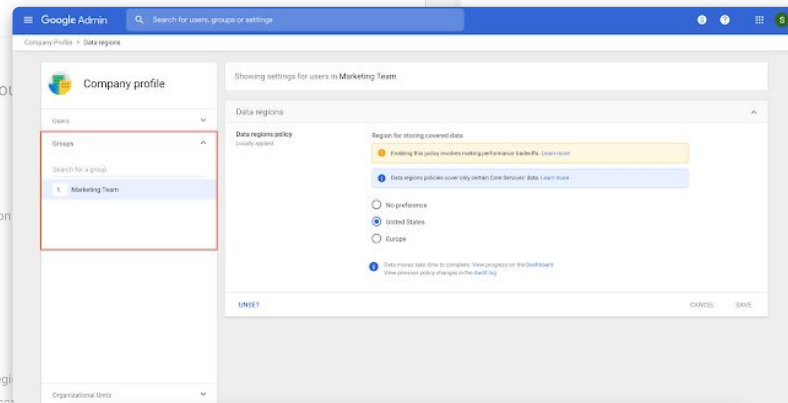 Google Admin
Search for users, groups or settings
S
Company Profile > Data regions
Company profile
Showing settings for users in Marketing Team
Users
Groups
Search for a group
1 Marketing Team
Organizational Units
Data regions
Data regions policy
Locally applied
Region for storing covered data
Enabling this policy involves making performance tradeoffs. Learn more
Data regions policies cover only certain Core Services' data. Learn more
No preference
United States
Europe
Data moves take time to complete. View progress on the Dashboard.
View previous policy changes in the Audit log
UNSET
CANCEL
SAVE